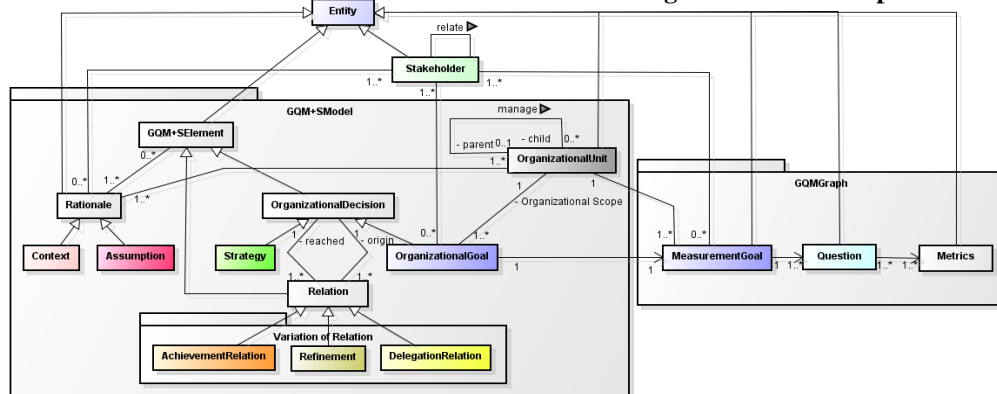 Entity
relate
Stakeholder
1..*
1..*
1..*
GQM+SModel
manage
- parent
0..1
- child
0..*
GQM+SElement
OrganizationalUnit
0..*
1..*
1..*
GQMGraph
0..*
1..*
1
1
Rationale
OrganizationalDecision
- Organizational Scope
- reached
- origin
0..*
1..*
1..*
0..*
Context
Assumption
Strategy
OrganizationalGoal
MeasurementGoal
Question
Metrics
1
1
1
1..*
1..*
1..*
1..*
1..*
Relation
Variation of Relation
AchievementRelation
Refinement
DelegationRelation